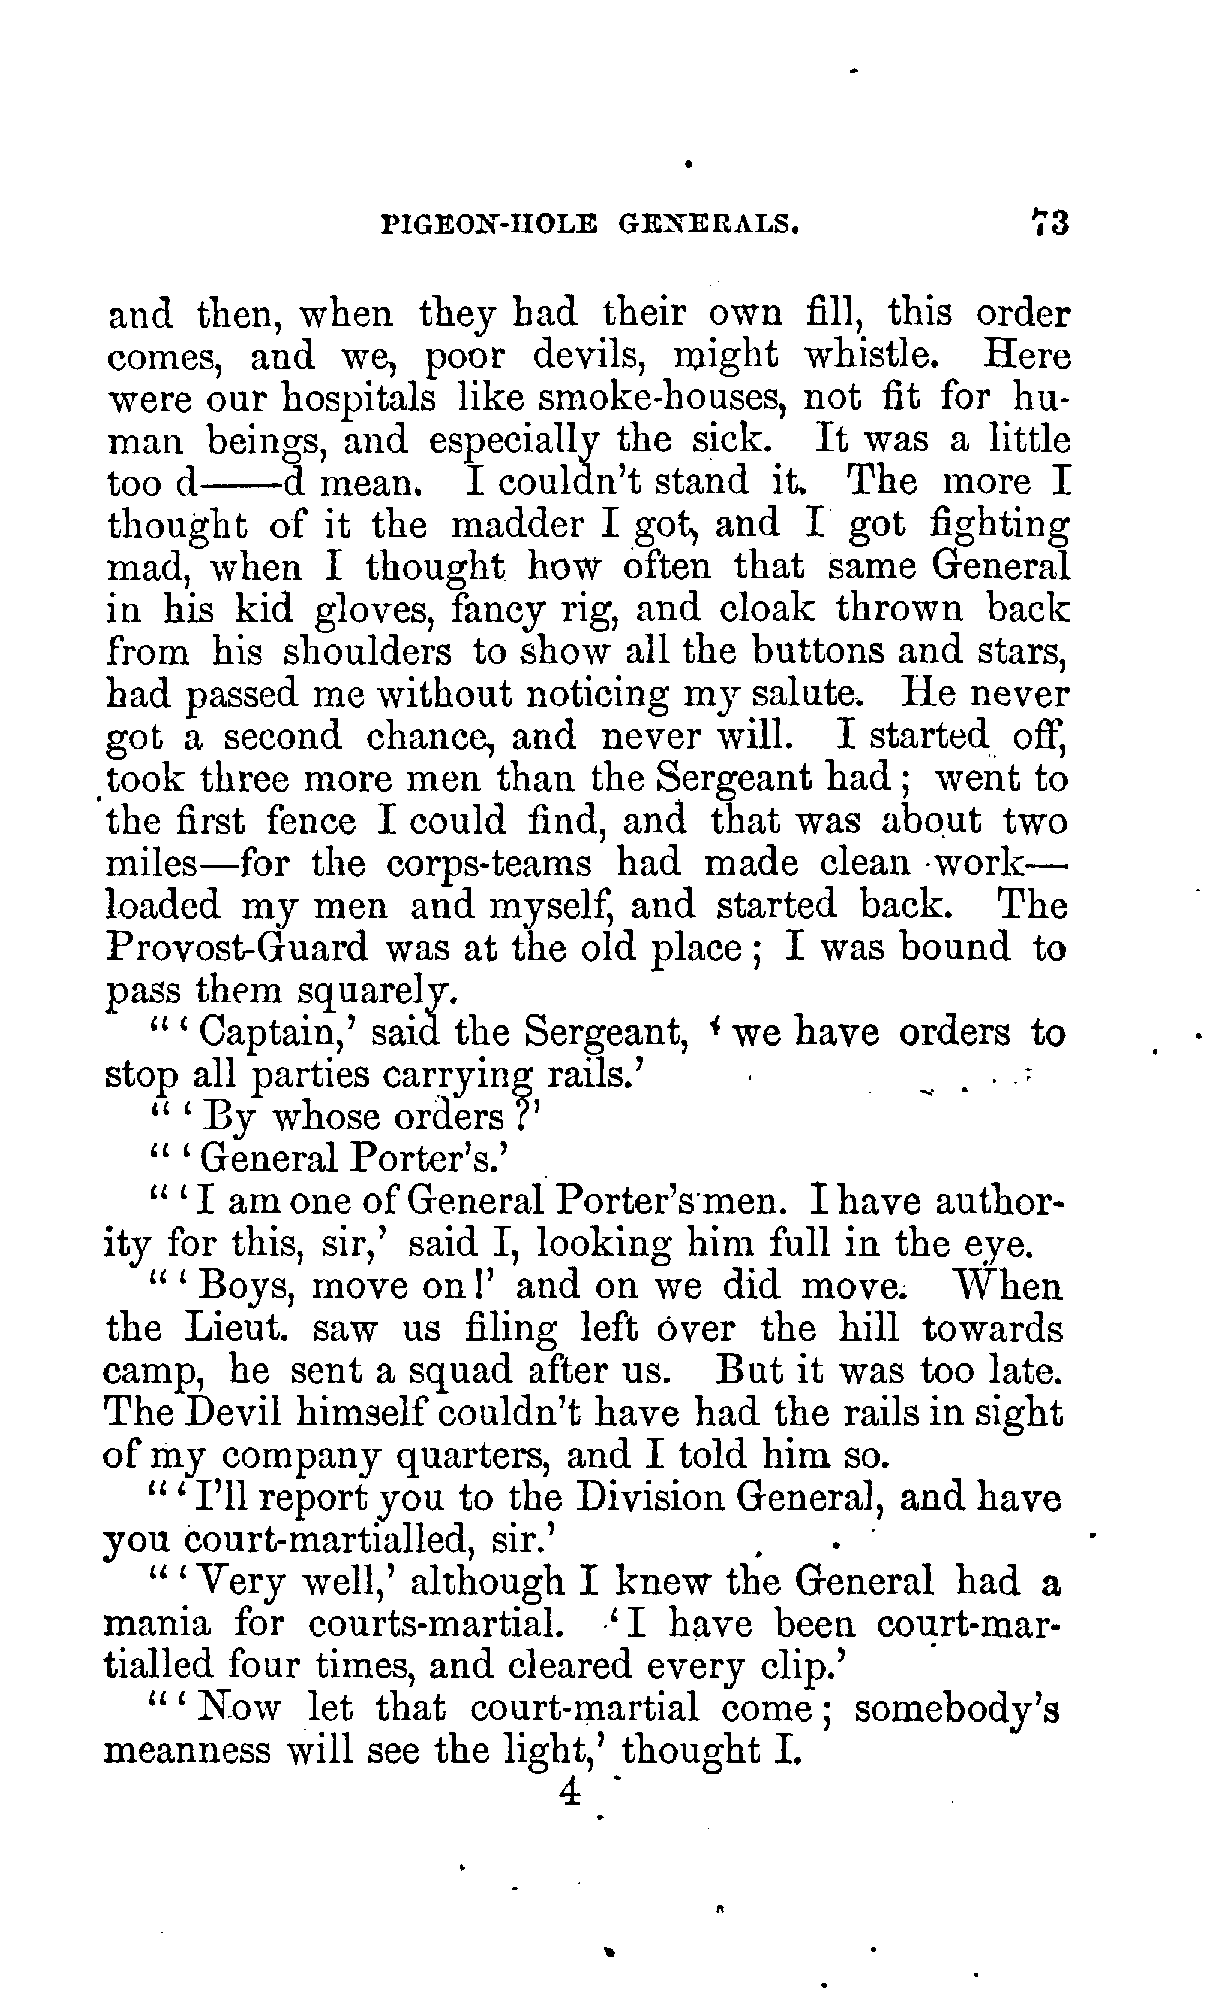 PIGEON-HOLE GENERALS. 73
and then, when they had their own fill, this order
comes, and we, poor devils, might whistle. Here
were our hospitals like smoke-houses, not fit for hu-
man beings, and especially the sick. It was a little
too d——d mean. I couldn't stand it. The more I
thought of it the madder I got, and I got fighting
mad, when I thought how often that same General
in his kid gloves, fancy rig, and cloak thrown back
from his shoulders to show all the buttons and stars,
had passed me without noticing my salute. He never
got a second chance, and never will. I started off,
took three more men than the Sergeant had ; went to
the first fence I could find, and that was about two
miles—for the corps-teams had made clean work—
loaded my men and myself, and started back. The
Provost-Guard was at the old place ; I was bound to
pass them squarely.
" ' Captain,' said the Sergeant, ' we have orders to
stop all parties carrying rails.'
" ' By whose orders ?'
" ' General Porter's.'
" ' I am one of General Porter's men. I have author-
ity for this, sir,' said I, looking him full in the eye.
" ' Boys, move on !' and on we did move. When
the Lieut. saw us filing left over the hill towards
camp, he sent a squad after us. But it was too late.
The Devil himself couldn't have had the rails in sight
of my company quarters, and I told him so.
" ' I'll report you to the Division General, and have
you court-martialled, sir.'
" ' Very well,' although I knew the General had a
mania for courts-martial. ' I have been court-mar-
tialled four times, and cleared every clip.'
" ' Now let that court-martial come ; somebody's
meanness will see the light,' thought I.
4